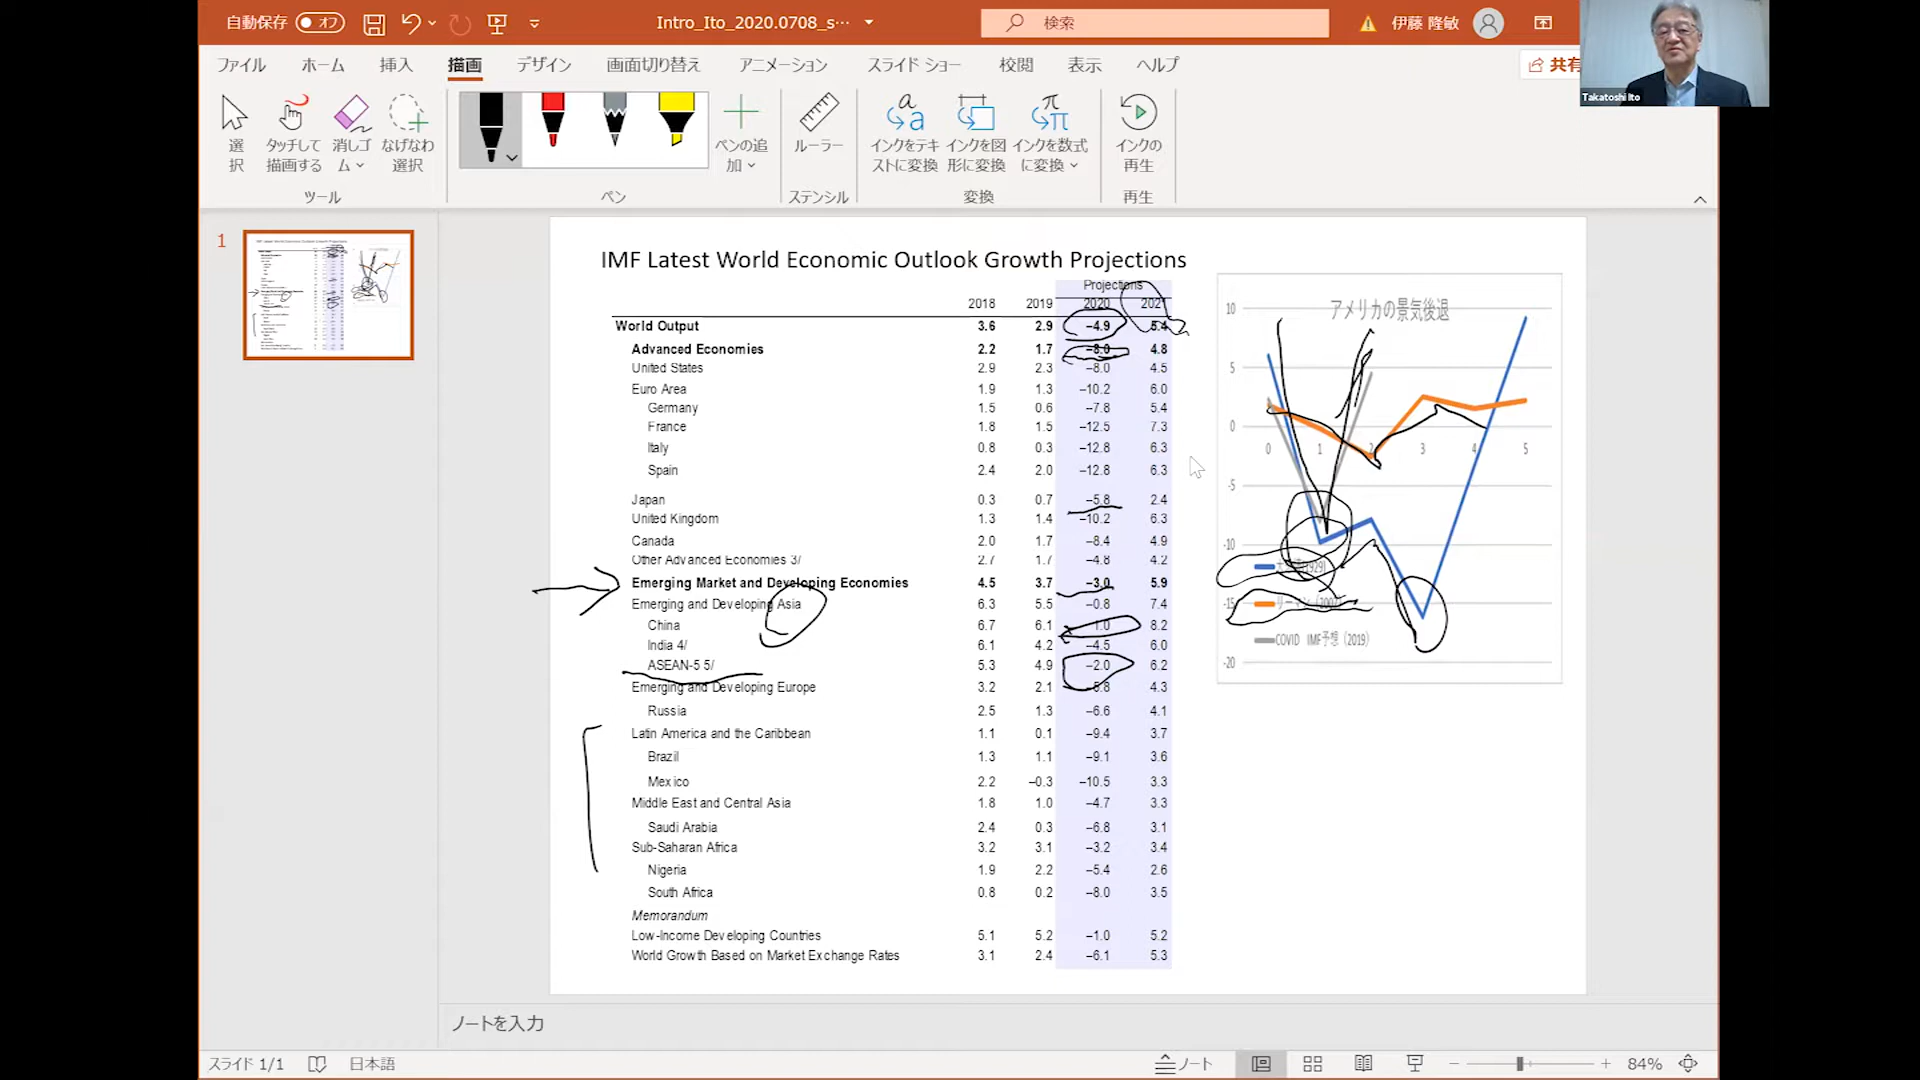 自動保存 オフ Intro_Ito_2020.0708_s… 検索 伊藤 隆敏
ファイル ホーム 挿入 描画 デザイン 画面切り替え アニメーション スライド ショー 校閲 表示 ヘルプ 共有
選択 タッチして描画する 消しゴム なげなわ選択 ペンの追加 ルーラー インクをテキストに変換 インクを図形に変換 インクを数式に変換 インクの再生
ツール ペン ステンシル 変換 再生
Takatoshi Ito
1
IMF Latest World Economic Outlook Growth Projections
Projections
2018 2019 2020 2021
World Output 3.6 2.9 –4.9 5.4
Advanced Economies 2.2 1.7 –8.0 4.8
United States 2.9 2.3 –8.0 4.5
Euro Area 1.9 1.3 –10.2 6.0
Germany 1.5 0.6 –7.8 5.4
France 1.8 1.5 –12.5 7.3
Italy 0.8 0.3 –12.8 6.3
Spain 2.4 2.0 –12.8 6.3
Japan 0.3 0.7 –5.8 2.4
United Kingdom 1.3 1.4 –10.2 6.3
Canada 2.0 1.7 –8.4 4.9
Other Advanced Economies 3/ 2.7 1.7 –4.8 4.2
Emerging Market and Developing Economies 4.5 3.7 –3.0 5.9
Emerging and Developing Asia 6.3 5.5 –0.8 7.4
China 6.7 6.1 1.0 8.2
India 4/ 6.1 4.2 –4.5 6.0
ASEAN-5 5/ 5.3 4.9 –2.0 6.2
Emerging and Developing Europe 3.2 2.1 –5.8 4.3
Russia 2.5 1.3 –6.6 4.1
Latin America and the Caribbean 1.1 0.1 –9.4 3.7
Brazil 1.3 1.1 –9.1 3.6
Mexico 2.2 –0.3 –10.5 3.3
Middle East and Central Asia 1.8 1.0 –4.7 3.3
Saudi Arabia 2.4 0.3 –6.8 3.1
Sub-Saharan Africa 3.2 3.1 –3.2 3.4
Nigeria 1.9 2.2 –5.4 2.6
South Africa 0.8 0.2 –8.0 3.5
Memorandum
Low-Income Developing Countries 5.1 5.2 –1.0 5.2
World Growth Based on Market Exchange Rates 3.1 2.4 –6.1 5.3
アメリカの景気後退
10
5
0
0 1 2 3 4 5
-5
-10
(1929)
-15 リーマン (2007)
COVID IMF予想 (2019)
-20
ノートを入力
スライド 1/1 日本語 ノート 84%